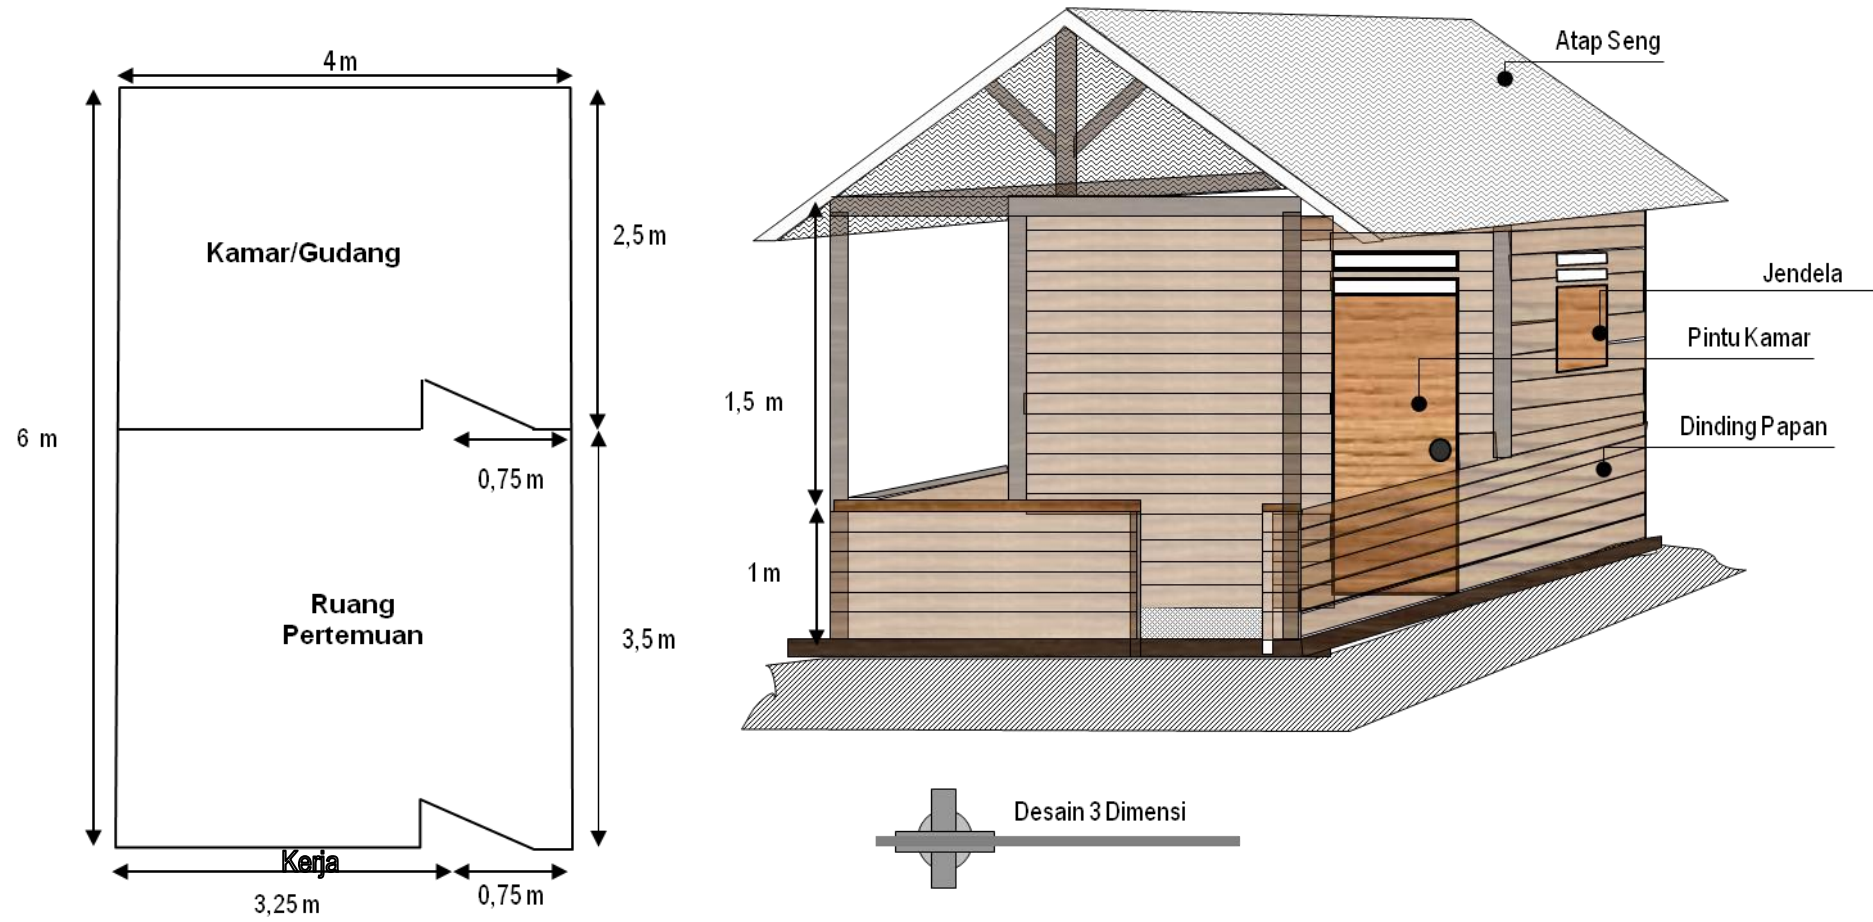 4 m
6 m
2,5 m
Kamar/Gudang
0,75 m
Ruang
Pertemuan
3,5 m
Kerja
3,25 m
0,75 m
Atap Seng
Jendela
Pintu Kamar
Dinding Papan
1,5 m
1 m
Desain 3 Dimensi